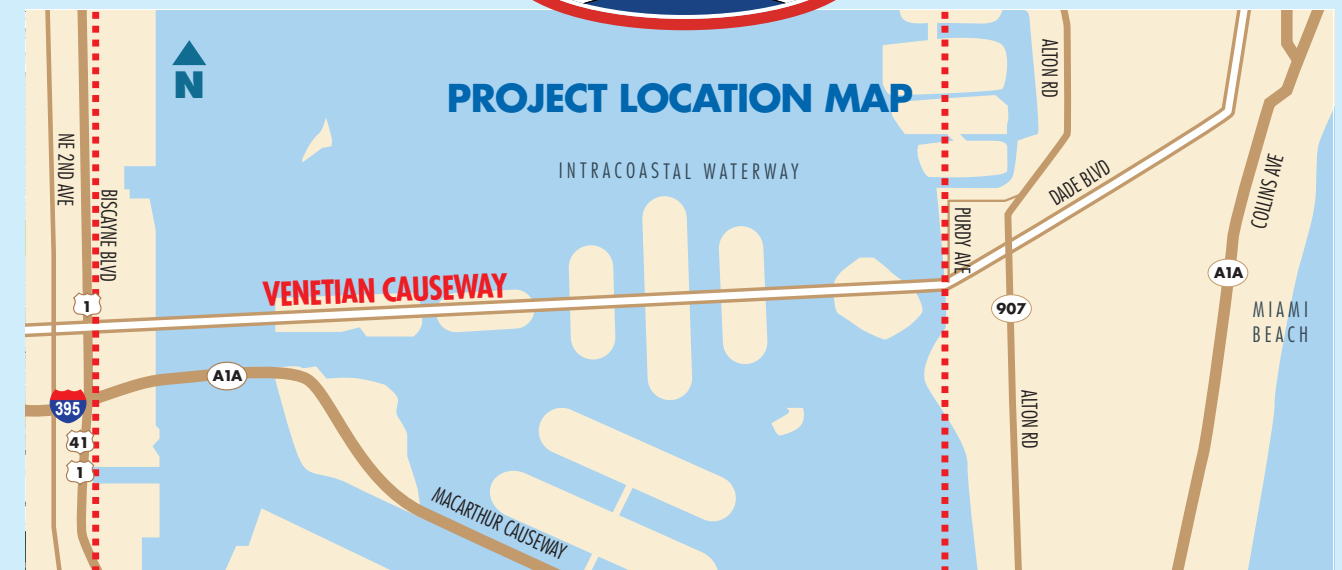 N
PROJECT LOCATION MAP
INTRACOASTAL WATERWAY
ALTON RD
NE 2ND AVE
BISCAYNE BLVD
DADE BLVD
COLLINS AVE
PURDY AVE
VENETIAN CAUSEWAY
1
A1A
907
MIAMI
BEACH
A1A
395
41
1
ALTON RD
MACARTHUR CAUSEWAY